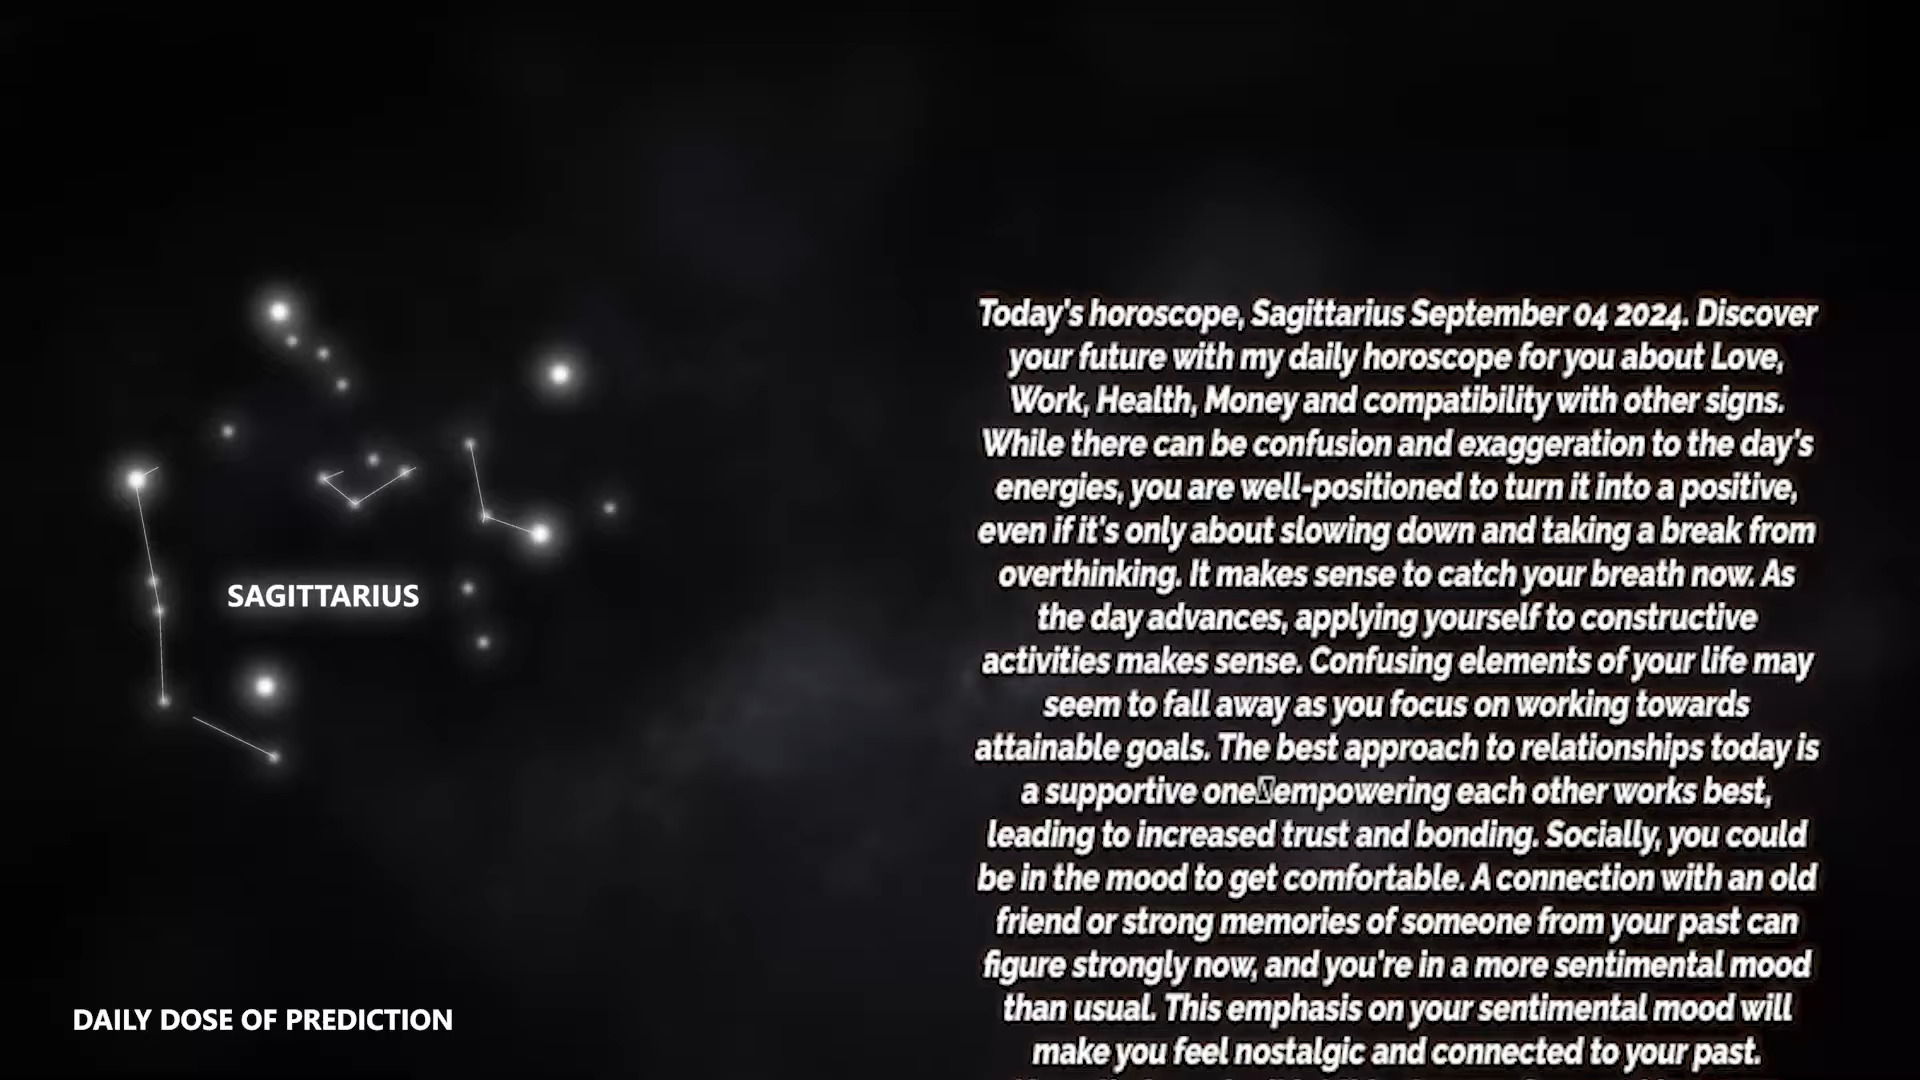 Today's horoscope, Sagittarius September 04 2024. Discover
your future with my daily horoscope for you about Love,
Work, Health, Money and compatibility with other signs.
While there can be confusion and exaggeration to the day's
energies, you are well-positioned to turn it into a positive,
even if it's only about slowing down and taking a break from
overthinking. It makes sense to catch your breath now. As
the day advances, applying yourself to constructive
activities makes sense. Confusing elements of your life may
seem to fall away as you focus on working towards
attainable goals. The best approach to relationships today is
a supportive one empowering each other works best,
leading to increased trust and bonding. Socially, you could
be in the mood to get comfortable. A connection with an old
friend or strong memories of someone from your past can
figure strongly now, and you're in a more sentimental mood
than usual. This emphasis on your sentimental mood will
make you feel nostalgic and connected to your past.
SAGITTARIUS
DAILY DOSE OF PREDICTION